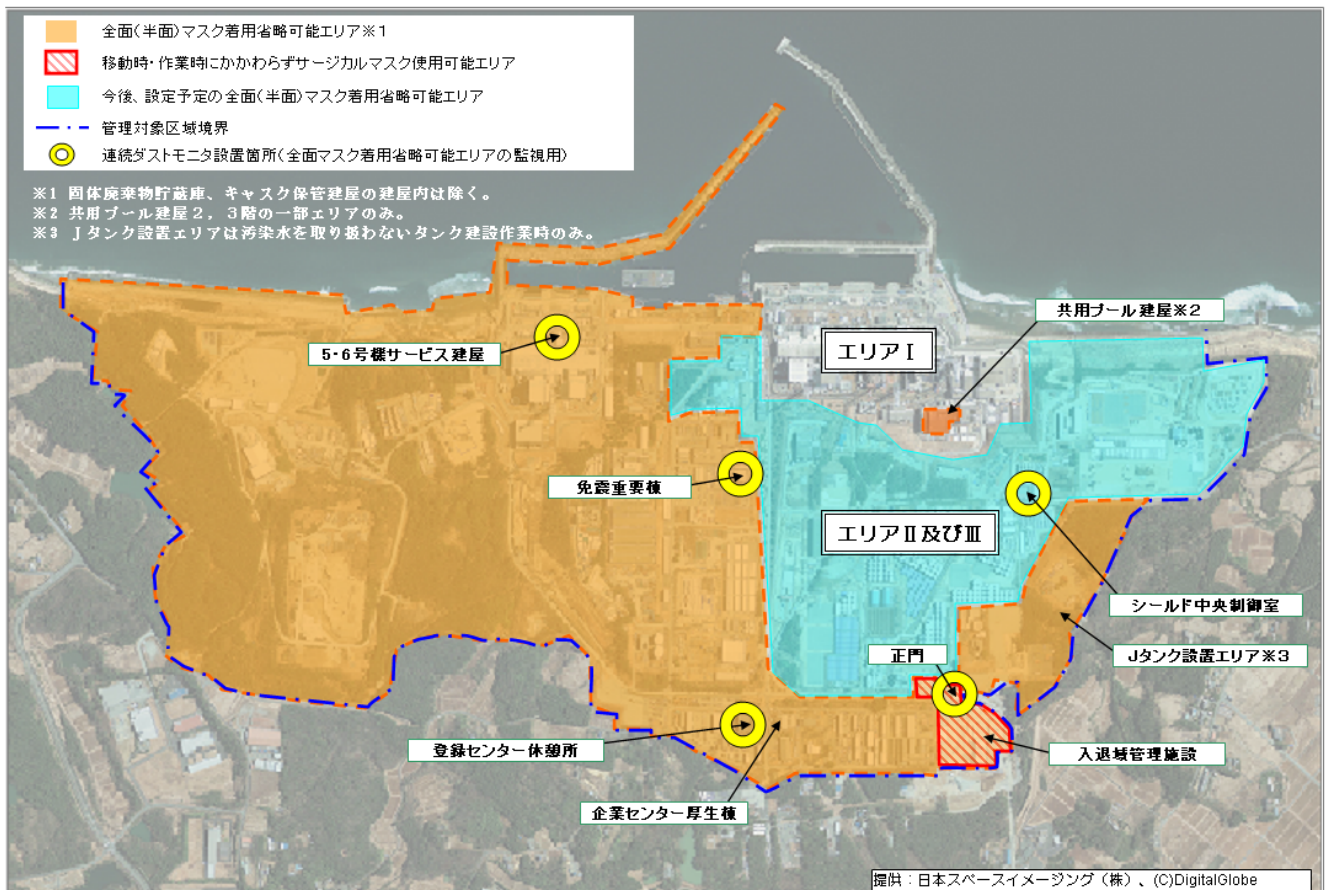 全面(半面)マスク着用省略可能エリア※1
移動時・作業時にかかわらずサージカルマスク使用可能エリア
今後、設定予定の全面(半面)マスク着用省略可能エリア
管理対象区域境界
連続ダストモニタ設置箇所(全面マスク着用省略可能エリアの監視用)
※1 固体廃棄物貯蔵庫、キャスク保管建屋の建屋内は除く。
※2 共用プール建屋2,3階の一部エリアのみ。
※3 Jタンク設置エリアは汚染水を取り扱わないタンク建設作業時のみ。
共用プール建屋※2
エリアⅠ
5・6号機サービス建屋
免震重要棟
エリアⅡ及びⅢ
シールド中央制御室
正門
Jタンク設置エリア※3
登録センター休憩所
入退域管理施設
企業センター厚生棟
提供:日本スペースイメージング(株)、(C)DigitalGlobe